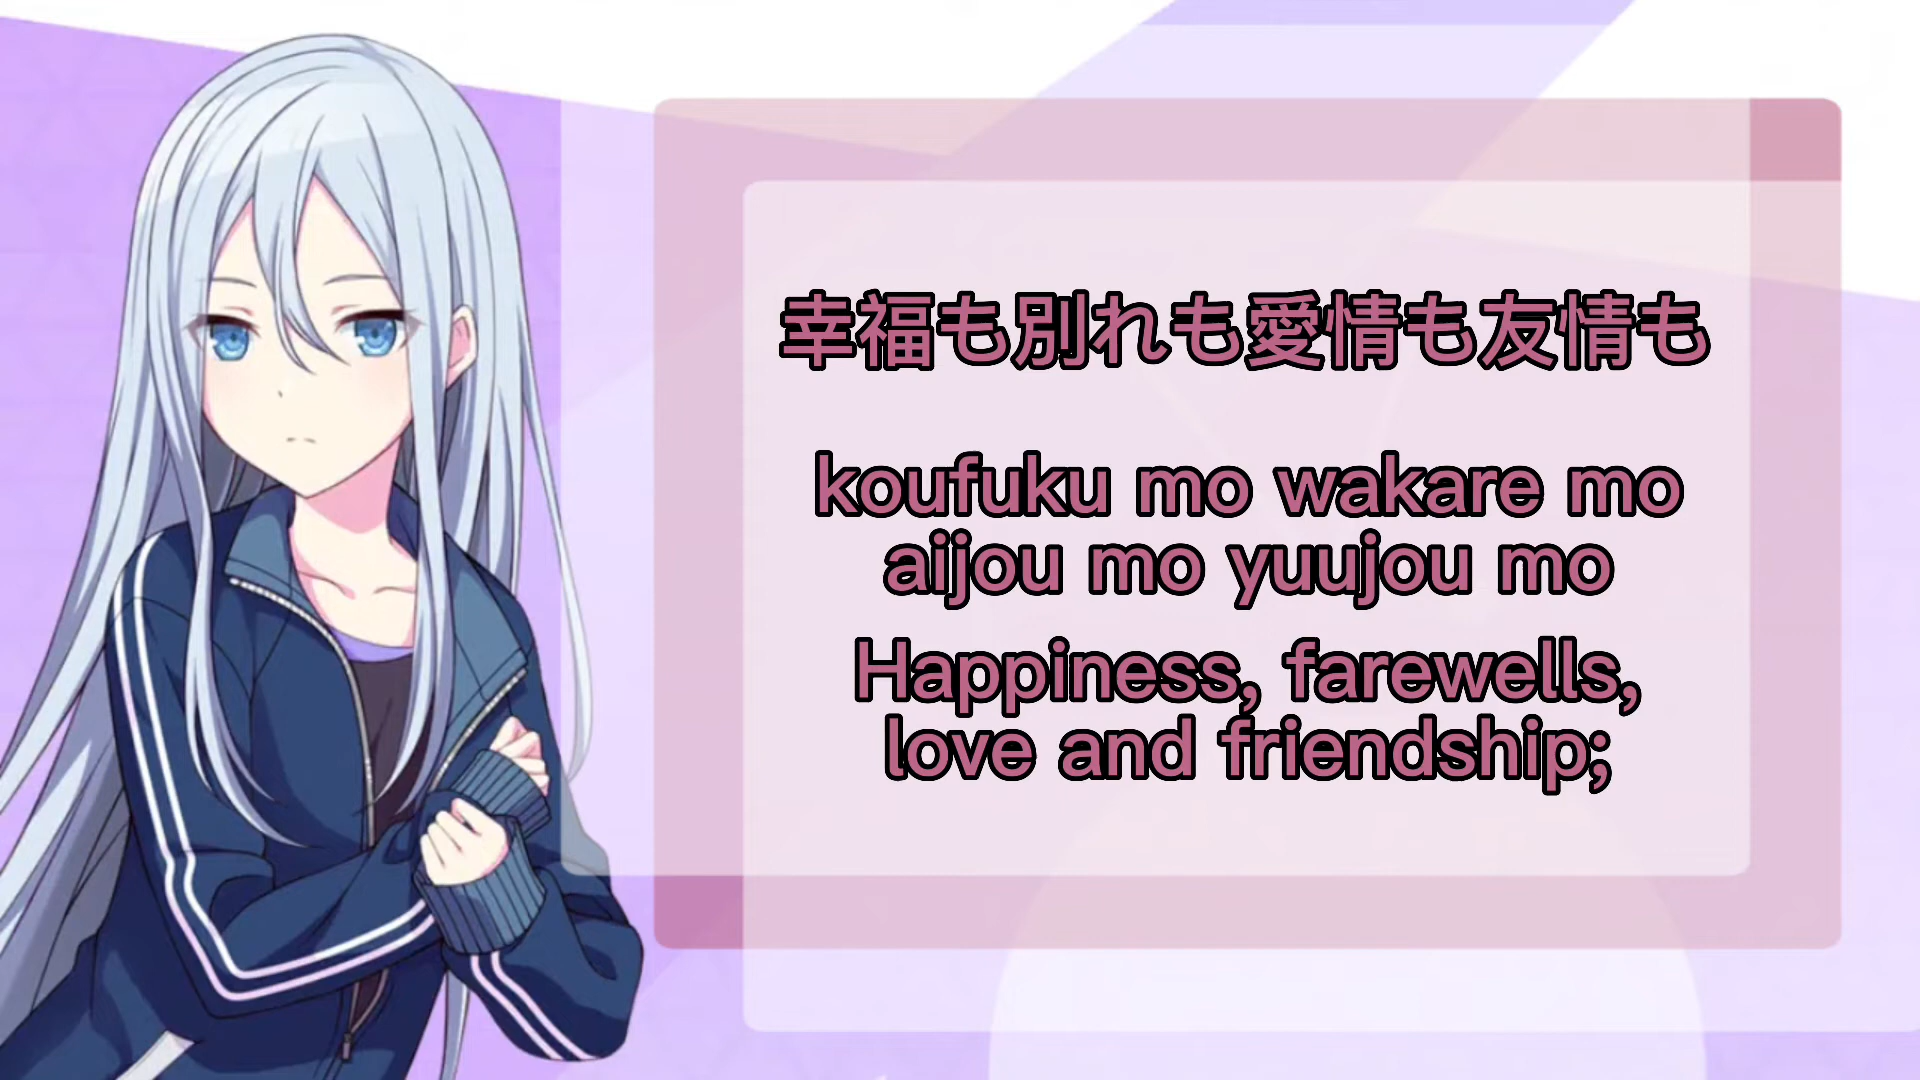 幸福も別れも愛情も友情も
koufuku mo wakare mo
aijou mo yuujou mo
Happiness, farewells,
love and friendship;